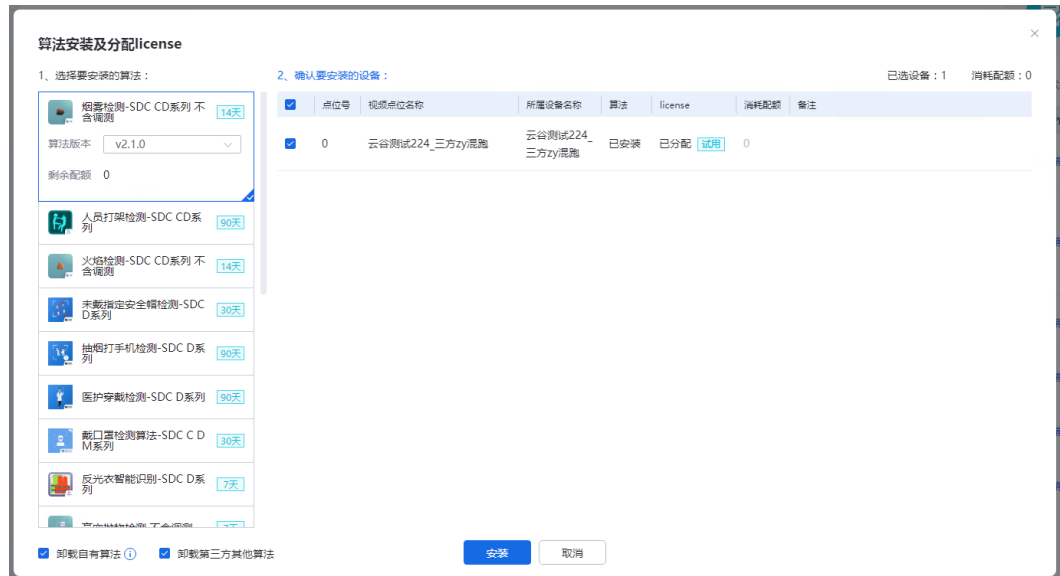 算法安装及分配license
1、选择要安装的算法：
2、确认要安装的设备：
已选设备：1
消耗配额：0
烟雾检测-SDC CD系列 不
含调测
14天
算法版本
v2.1.0
剩余配额 0
人员打架检测-SDC CD系
列
90天
火焰检测-SDC CD系列 不
含调测
14天
未戴指定安全帽检测-SDC
D系列
30天
抽烟打手机检测-SDC D系
列
90天
医护穿戴检测-SDC D系列
90天
戴口罩检测算法-SDC C D
M系列
30天
反光衣智能识别-SDC D系
列
7天
点位号
视频点位名称
所属设备名称
算法
license
消耗配额
备注
0
云谷测试224_三方zy混跑
云谷测试224_
三方zy混跑
已安装
已分配
试用
0
卸载自有算法
卸载第三方其他算法
安装
取消